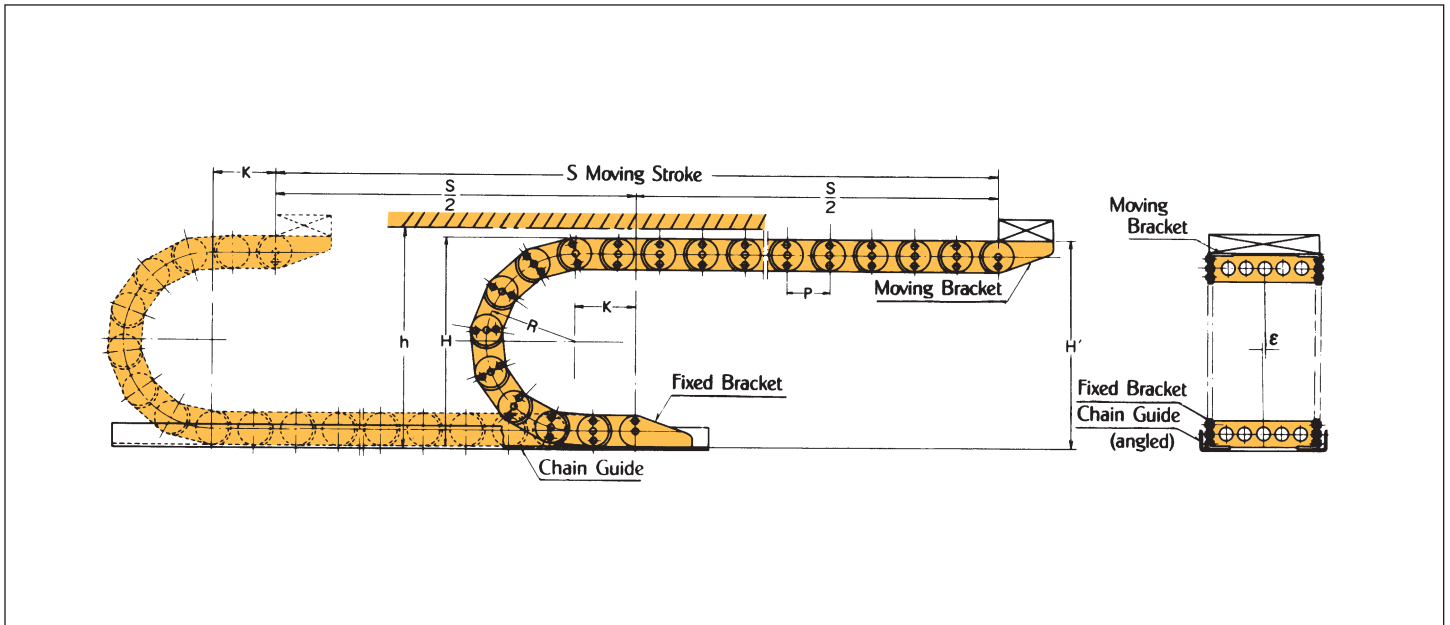 K
S Moving Stroke
S
2
S
2
Moving
Bracket
P
Moving Bracket
K
R
h
H
H′
ε
Fixed Bracket
Fixed Bracket
Chain Guide
(angled)
Chain Guide